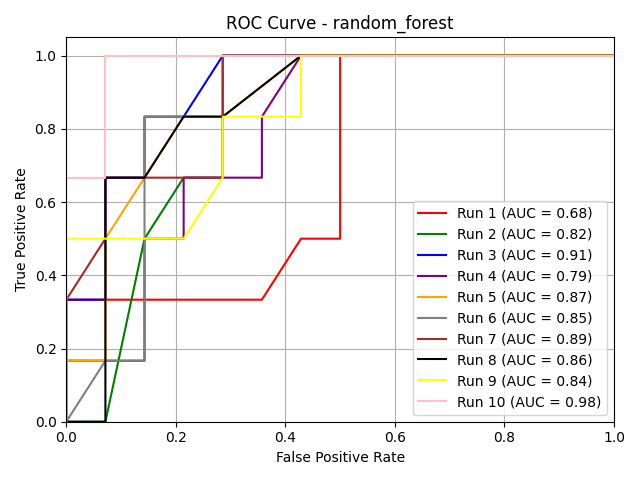 ROC Curve - random_forest
True Positive Rate
1.0
0.8
0.6
0.4
0.2
0.0
0.0 0.2 0.4 0.6 0.8 1.0
False Positive Rate
Run 1 (AUC = 0.68)
Run 2 (AUC = 0.82)
Run 3 (AUC = 0.91)
Run 4 (AUC = 0.79)
Run 5 (AUC = 0.87)
Run 6 (AUC = 0.85)
Run 7 (AUC = 0.89)
Run 8 (AUC = 0.86)
Run 9 (AUC = 0.84)
Run 10 (AUC = 0.98)